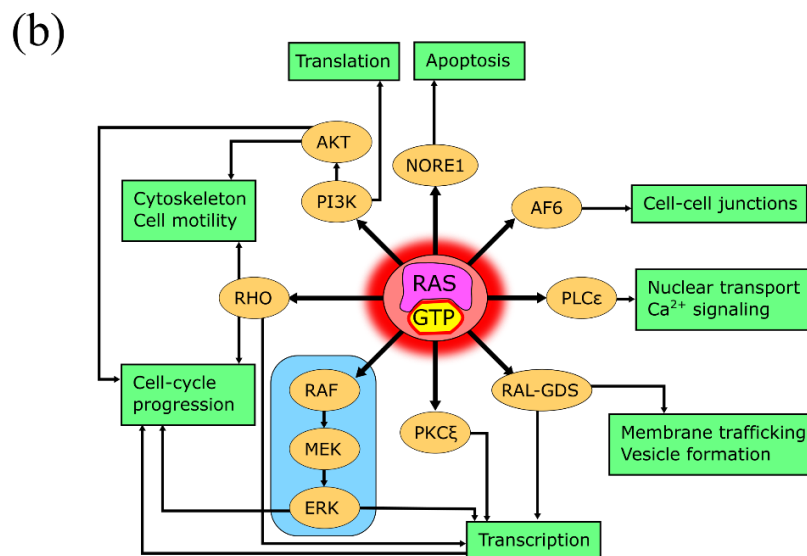 (b)
Translation
Apoptosis
AKT
NORE1
PI3K
AF6
Cell-cell junctions
Cytoskeleton
Cell motility
RAS
GTP
RHO
PLCε
Nuclear transport
Ca²⁺ signaling
Cell-cycle
progression
RAF
MEK
ERK
PKCξ
RAL-GDS
Membrane trafficking
Vesicle formation
Transcription